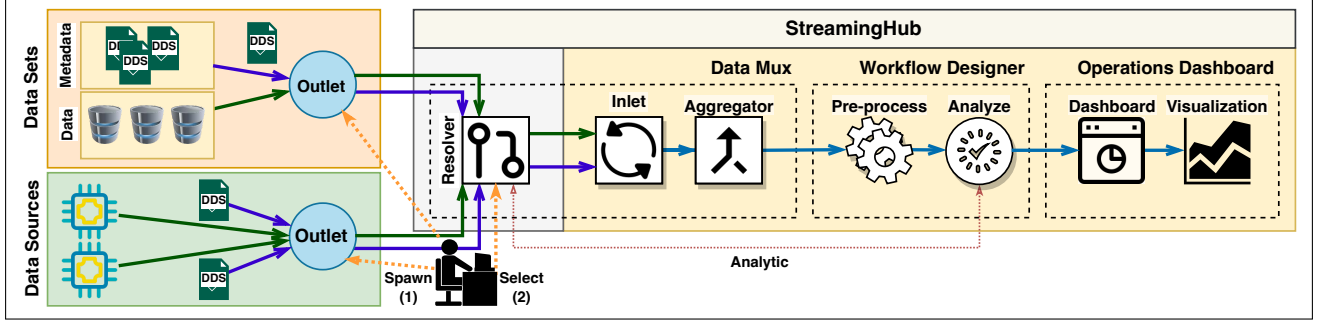 StreamingHub
Data Sets
Metadata
DDS
DDS
DDS
DDS
Data
Outlet
Data Sources
DDS
DDS
Outlet
Spawn
(1)
Select
(2)
Resolver
Data Mux
Inlet
Aggregator
Workflow Designer
Pre-process
Analyze
Operations Dashboard
Dashboard
Visualization
Analytic